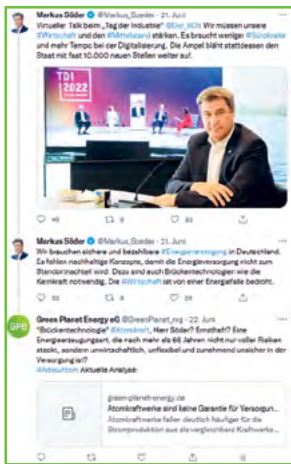 Markus Söder @Markus_Soeder · 21. Juni
Virtueller Talk beim „Tag der Industrie" @Der_BDI: Wir müssen unsere
#Wirtschaft und den #Mittelstand stärken. Es braucht weniger #Bürokratie
und mehr Tempo bei der Digitalisierung. Die Ampel bläht stattdessen den
Staat mit fast 10.000 neuen Stellen weiter auf.
TDI
2022
Markus Söder @Markus_Soeder · 21. Juni
Wir brauchen sichere und bezahlbare #Energieversorgung in Deutschland.
Es fehlen nachhaltige Konzepte, damit die Energieversorgung nicht zum
Standortnachteil wird. Dazu sind auch Brückentechnologien wie die
Kernkraft notwendig. Die #Wirtschaft ist von einer Energiefalle bedroht.
GPE
Green Planet Energy eG @GreenPlanet_nrg · 22. Juni
"Brückentechnologie" #Atomkraft, Herr Söder? Ernsthaft? Eine
Energieerzeugungsart, die nach mehr als 66 Jahren nicht nur voller Risiken
steckt, sondern unwirtschaftlich, unflexibel und zunehmend unsicher in der
Versorgung ist?
Aktuelle Analyse:
green-planet-energy.de
Atomkraftwerke sind keine Garantie für Versorgun...
Atomkraftwerke fallen deutlich häufiger für die
Stromproduktion aus als vergleichbare Kraftwerke...